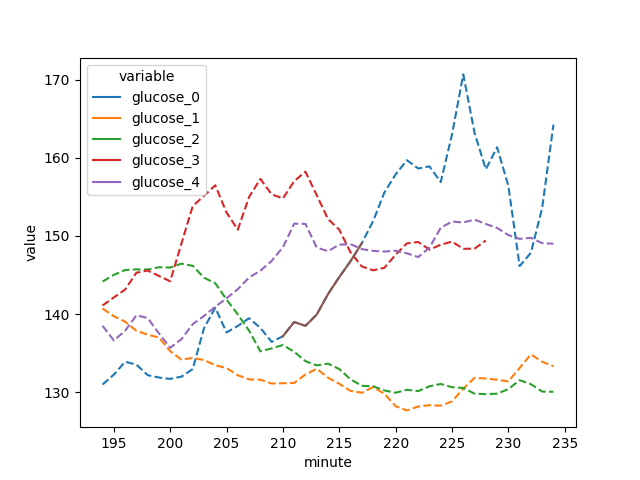 variable
glucose_0
glucose_1
glucose_2
glucose_3
glucose_4
170
160
150
140
130
value
195
200
205
210
215
220
225
230
235
minute